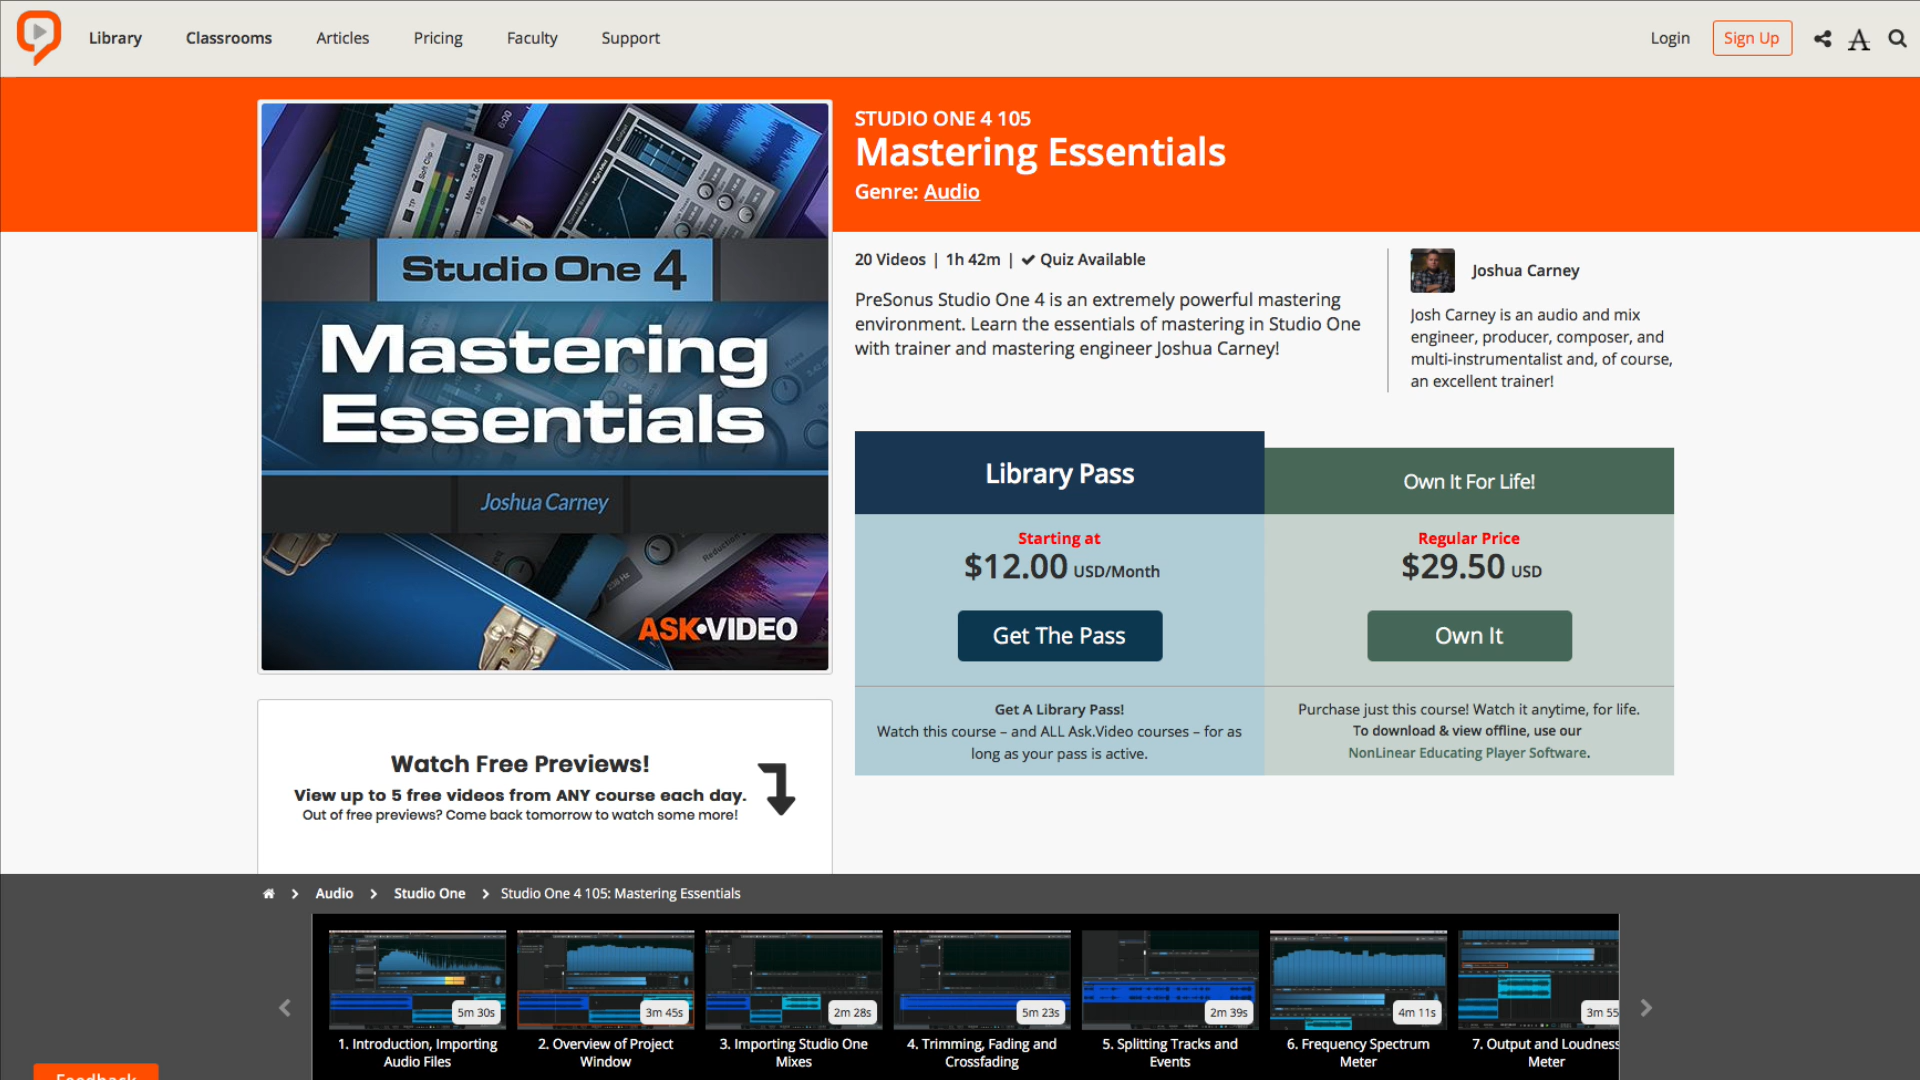 Library
Classrooms
Articles
Pricing
Faculty
Support
Login
Sign Up
6:00
Soft Clip
TP
Max
Output
Studio One 4
Mastering
Essentials
Joshua Carney
Reduction
ASK•VIDEO
STUDIO ONE 4 105
Mastering Essentials
Genre: Audio
20 Videos | 1h 42m | ✔ Quiz Available
PreSonus Studio One 4 is an extremely powerful mastering
environment. Learn the essentials of mastering in Studio One
with trainer and mastering engineer Joshua Carney!
Joshua Carney
Josh Carney is an audio and mix
engineer, producer, composer, and
multi-instrumentalist and, of course,
an excellent trainer!
Library Pass
Starting at
$12.00 USD/Month
Get The Pass
Get A Library Pass!
Watch this course – and ALL Ask.Video courses – for as
long as your pass is active.
Own It For Life!
Regular Price
$29.50 USD
Own It
Purchase just this course! Watch it anytime, for life.
To download & view offline, use our
NonLinear Educating Player Software.
Watch Free Previews!
View up to 5 free videos from ANY course each day.
Out of free previews? Come back tomorrow to watch some more!
Audio
Studio One
Studio One 4 105: Mastering Essentials
5m 30s
3m 45s
2m 28s
5m 23s
2m 39s
4m 11s
3m 55
1. Introduction, Importing
Audio Files
2. Overview of Project
Window
3. Importing Studio One
Mixes
4. Trimming, Fading and
Crossfading
5. Splitting Tracks and
Events
6. Frequency Spectrum
Meter
7. Output and Loudness
Meter
Feedback